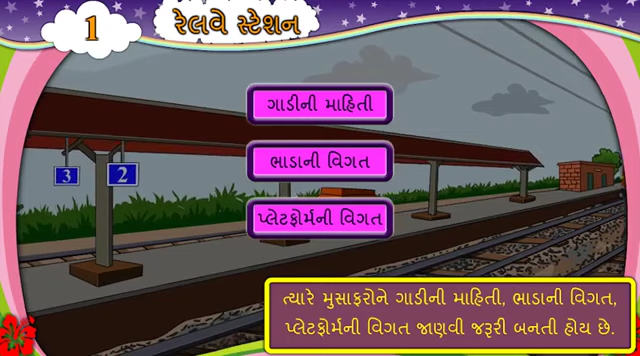 1
રેલવે સ્ટેશન
ગાડીની માહિતી
ભાડાની વિગત
પ્લેટફોર્મની વિગત
3
2
ત્યારે મુસાફરોને ગાડીની માહિતી, ભાડાની વિગત,
પ્લેટફોર્મની વિગત જાણવી જરૂરી બનતી હોય છે.